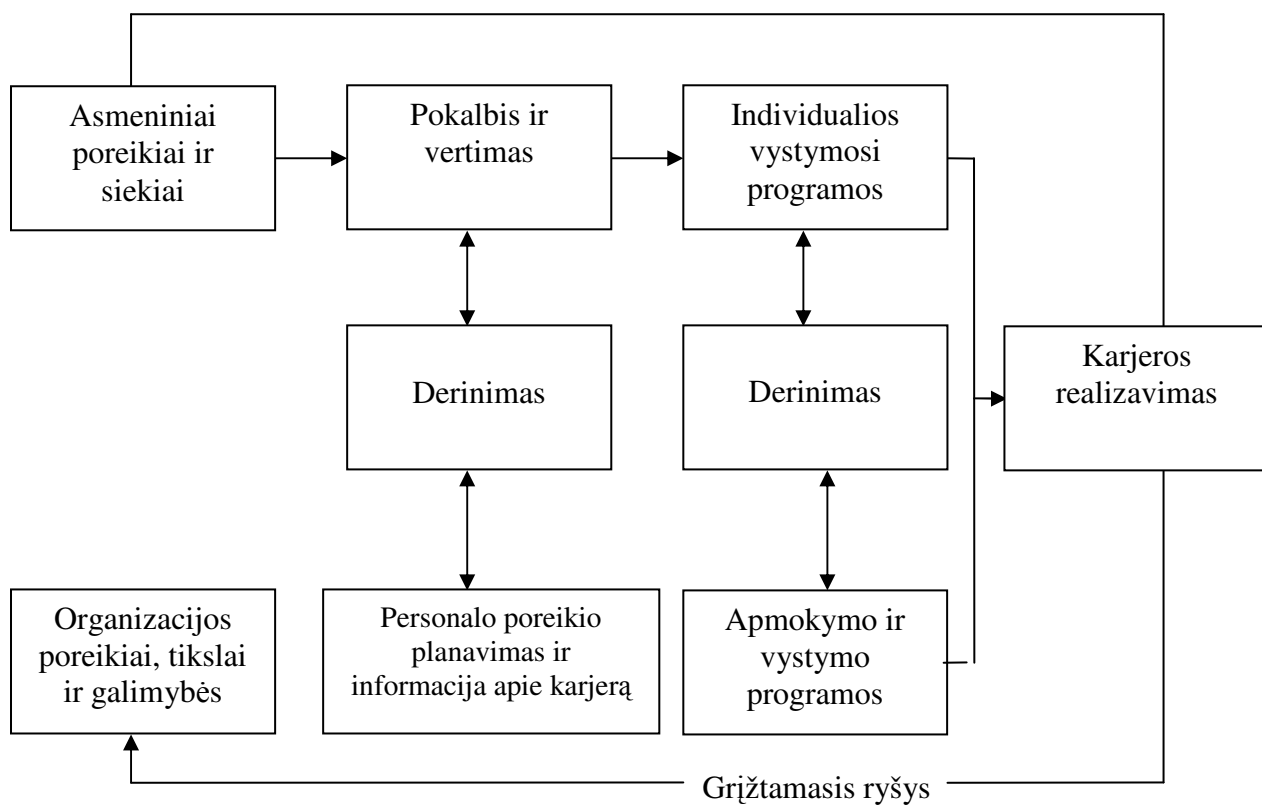 Asmeniniai
poreikiai ir
siekiai
Pokalbis ir
vertimas
Individualios
vystymosi
programos
Derinimas
Derinimas
Karjeros
realizavimas
Organizacijos
poreikiai, tikslai
ir galimybės
Personalo poreikio
planavimas ir
informacija apie karjerą
Apmokymo ir
vystymo
programos
Grįžtamasis ryšys